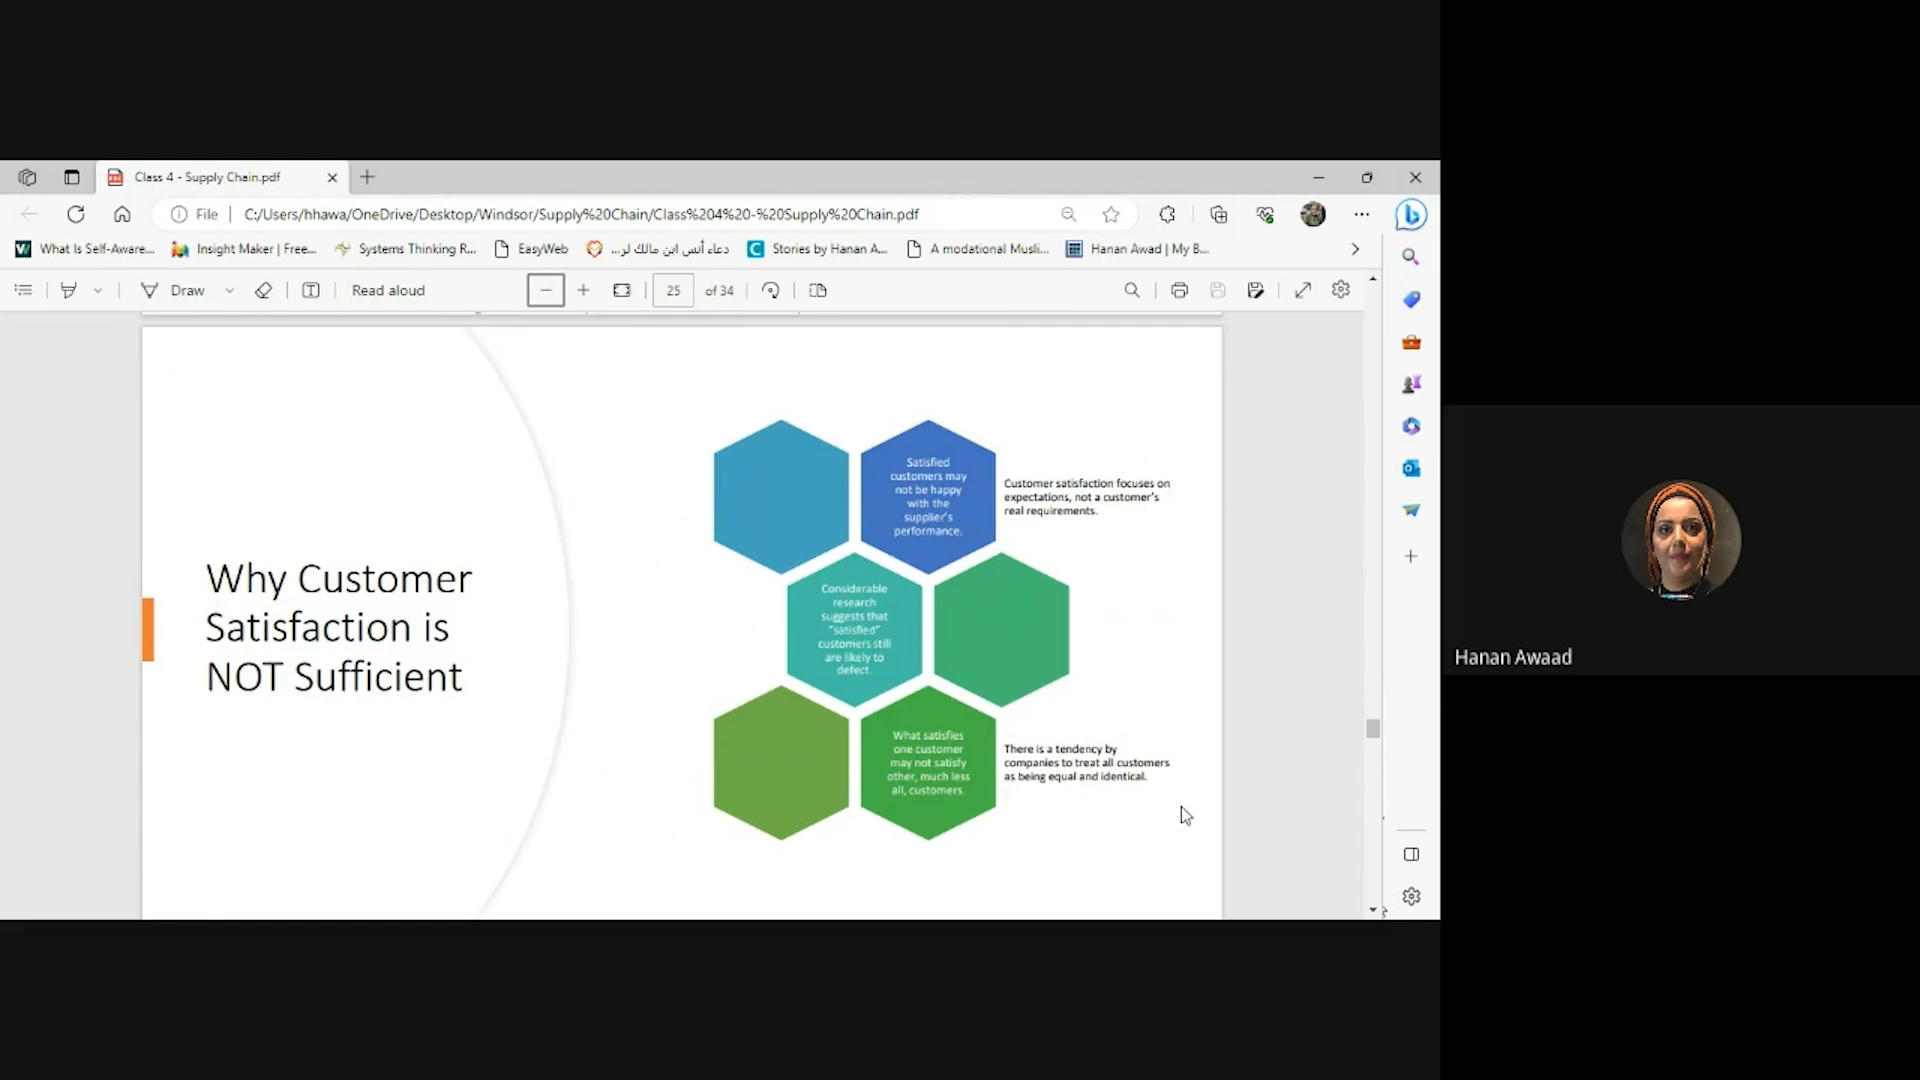 Class 4 - Supply Chain.pdf
File
C:/Users/hhawa/OneDrive/Desktop/Windsor/Supply%20Chain/Class%204%20-%20Supply%20Chain.pdf
What Is Self-Aware...
Insight Maker | Free...
Systems Thinking R...
EasyWeb
دعاء أنس ابن مالك لر...
Stories by Hanan A...
A modational Musli...
Hanan Awad | My B...
Draw
Read aloud
25
of 34
Why Customer
Satisfaction is
NOT Sufficient
Satisfied
customers may
not be happy
with the
supplier's
performance.
Customer satisfaction focuses on
expectations, not a customer's
real requirements.
Considerable
research
suggests that
"satisfied"
customers still
are likely to
defect.
What satisfies
one customer
may not satisfy
other, much less
all, customers.
There is a tendency by
companies to treat all customers
as being equal and identical.
Hanan Awaad